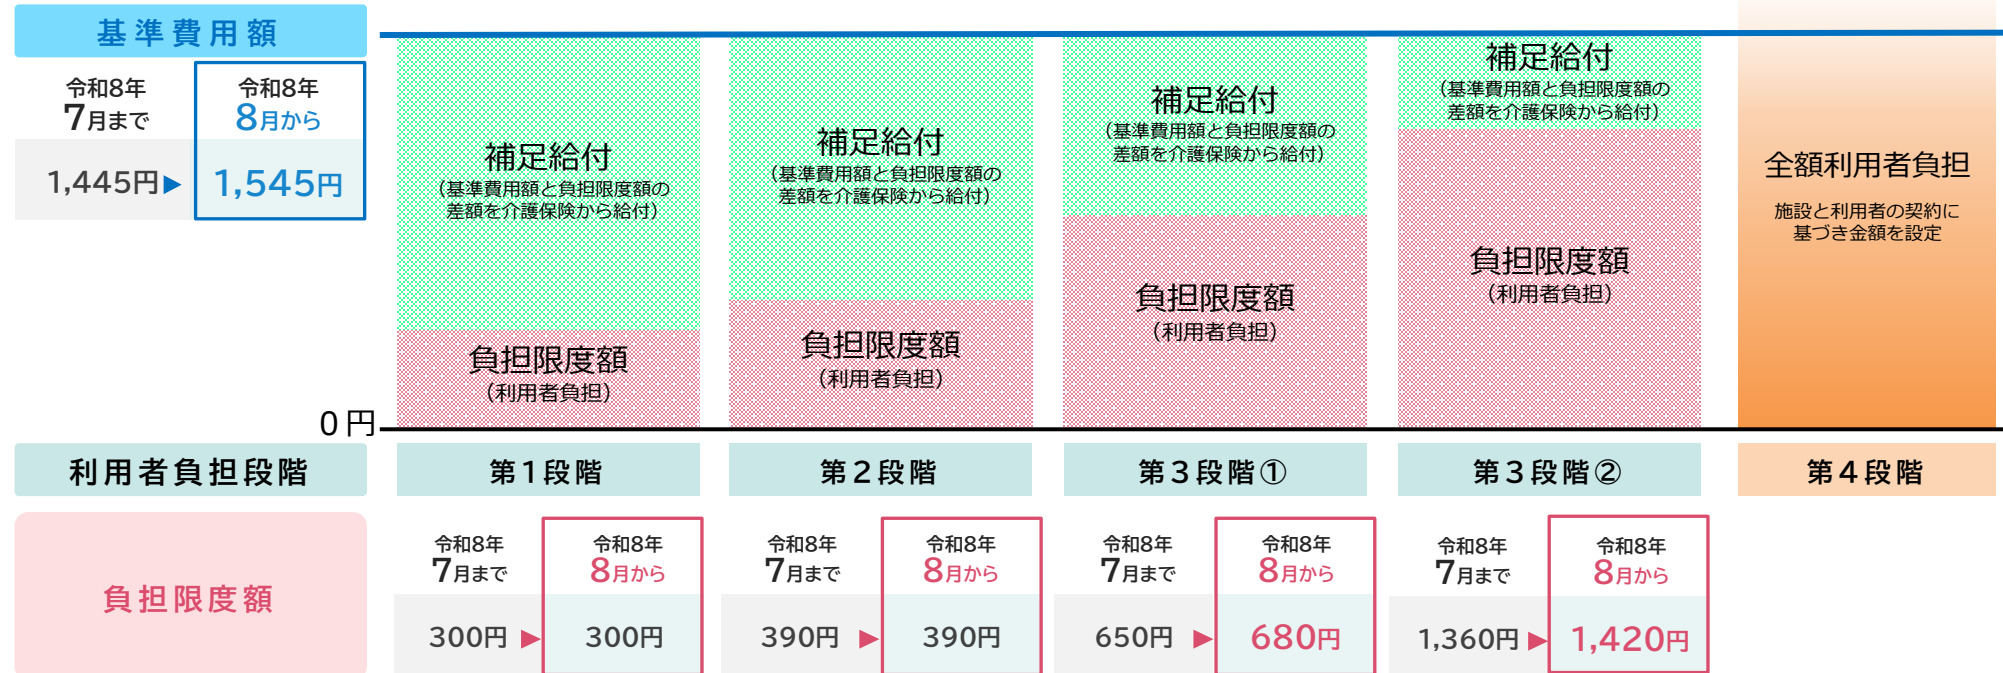 基準費用額
令和8年
7月まで
令和8年
8月から
1,445円▶
1,545円
補足給付
（基準費用額と負担限度額の
差額を介護保険から給付）
負担限度額
（利用者負担）
補足給付
（基準費用額と負担限度額の
差額を介護保険から給付）
負担限度額
（利用者負担）
補足給付
（基準費用額と負担限度額の
差額を介護保険から給付）
負担限度額
（利用者負担）
補足給付
（基準費用額と負担限度額の
差額を介護保険から給付）
負担限度額
（利用者負担）
全額利用者負担
施設と利用者の契約に
基づき金額を設定
0円
利用者負担段階
第1段階
第2段階
第3段階①
第3段階②
第4段階
負担限度額
令和8年
7月まで
令和8年
8月から
300円▶
300円
令和8年
7月まで
令和8年
8月から
390円▶
390円
令和8年
7月まで
令和8年
8月から
650円▶
680円
令和8年
7月まで
令和8年
8月から
1,360円▶
1,420円